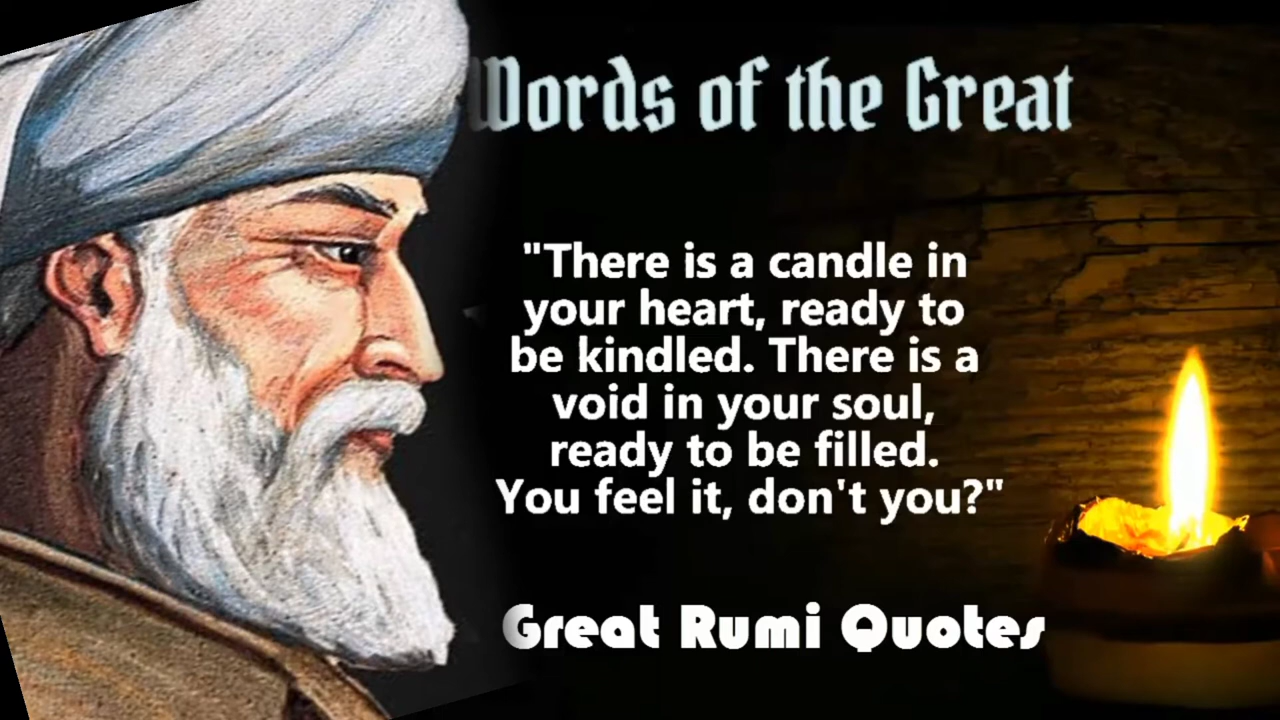 Words of the Great
"There is a candle in
your heart, ready to
be kindled. There is a
void in your soul,
ready to be filled.
You feel it, don't you?"
Great Rumi Quotes